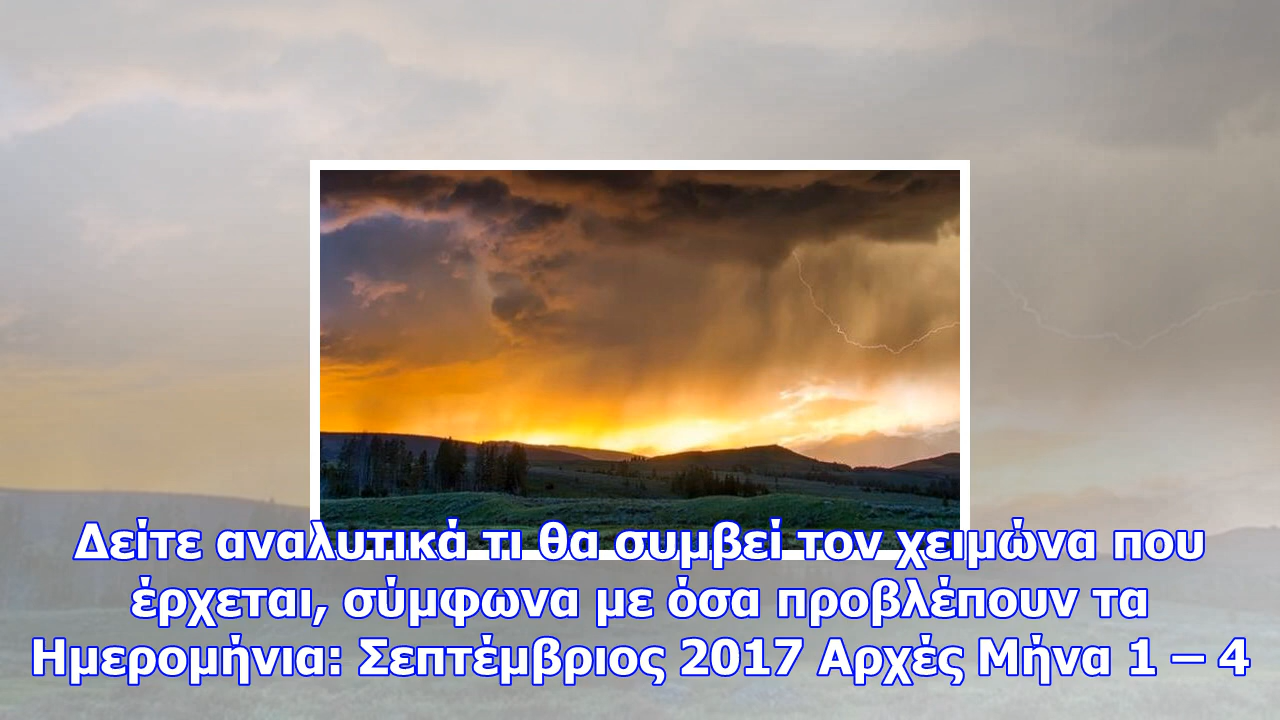 Δείτε αναλυτικά τι θα συμβεί τον χειμώνα που
έρχεται, σύμφωνα με όσα προβλέπουν τα
Ημερομήνια: Σεπτέμβριος 2017 Αρχές Μήνα 1 – 4